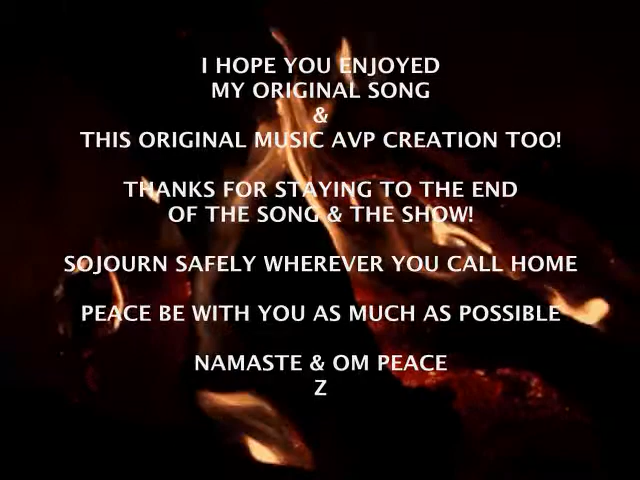 I HOPE YOU ENJOYED
MY ORIGINAL SONG
&
THIS ORIGINAL MUSIC AVP CREATION TOO!
THANKS FOR STAYING TO THE END
OF THE SONG & THE SHOW!
SOJOURN SAFELY WHEREVER YOU CALL HOME
PEACE BE WITH YOU AS MUCH AS POSSIBLE
NAMASTE & OM PEACE
Z